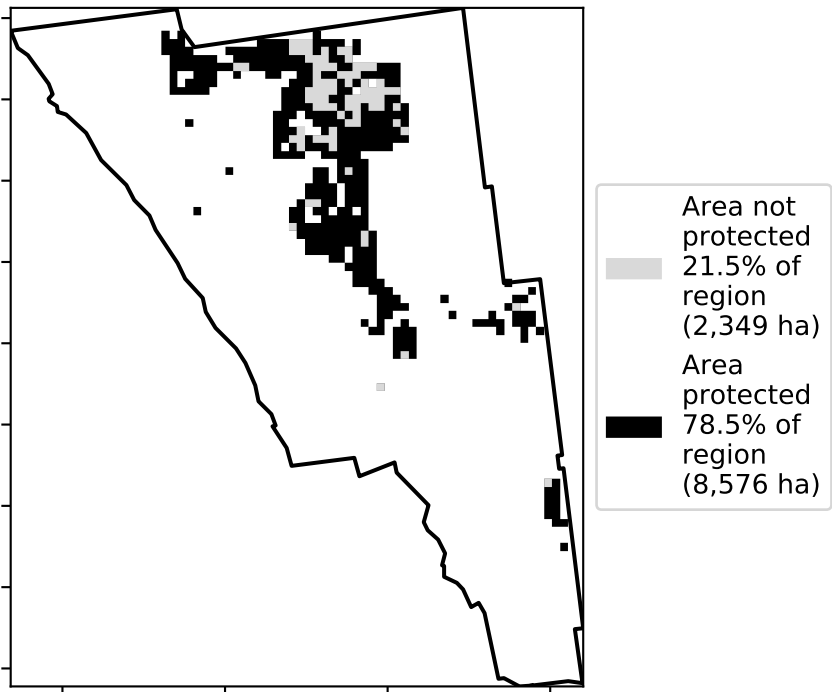 Area not
protected
21.5% of
region
(2,349 ha)
Area
protected
78.5% of
region
(8,576 ha)